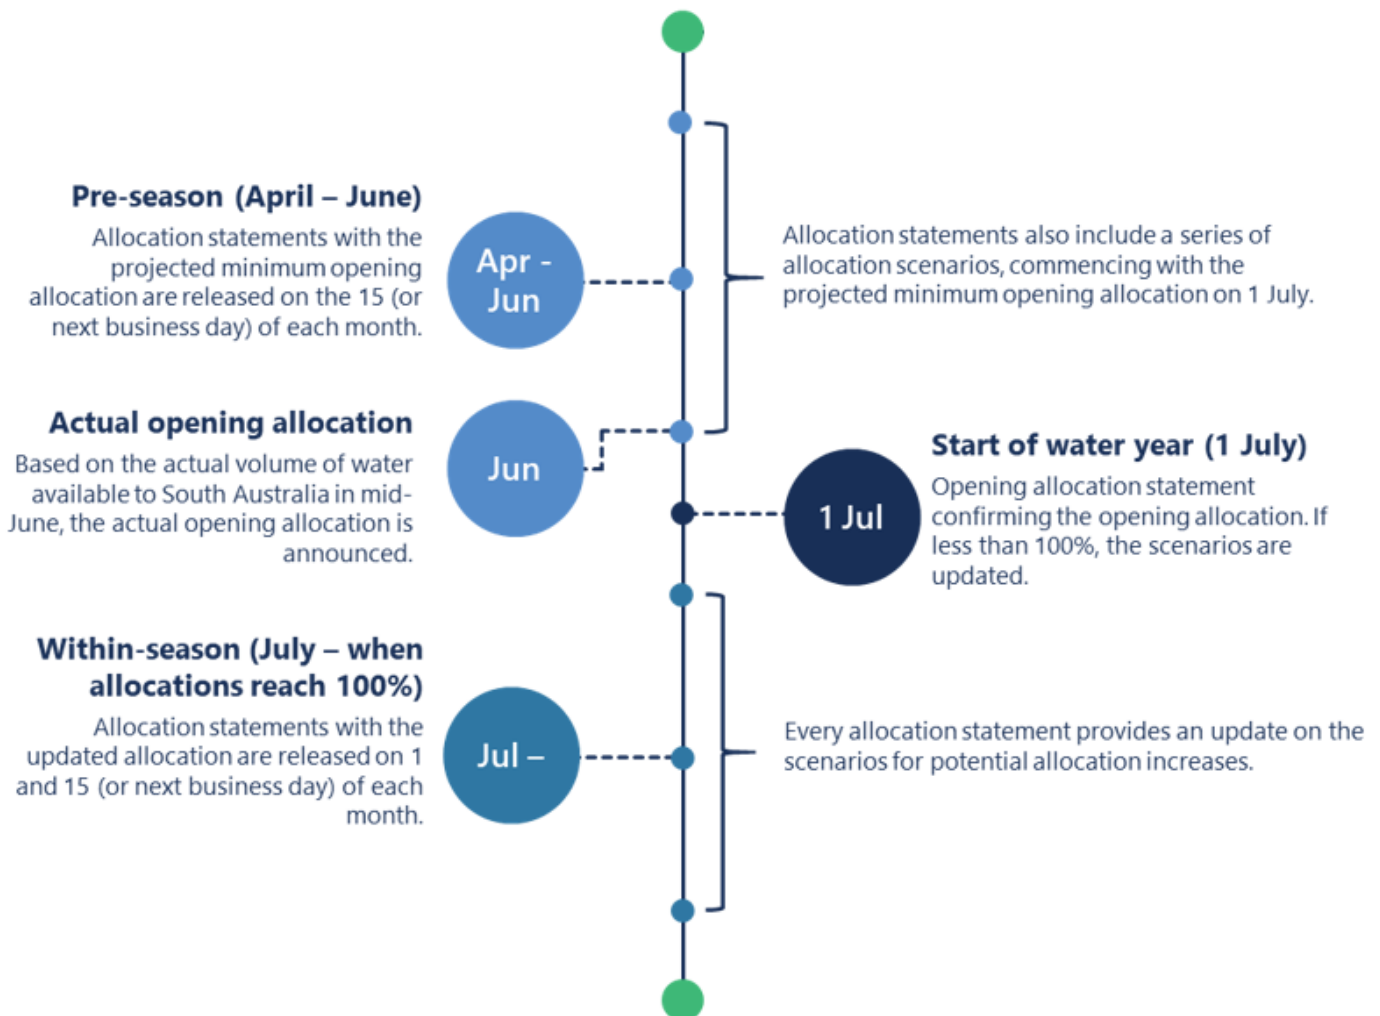 Pre-season (April – June)
Allocation statements with the
projected minimum opening
allocation are released on the 15 (or
next business day) of each month.
Apr -
Jun
Allocation statements also include a series of
allocation scenarios, commencing with the
projected minimum opening allocation on 1 July.
Actual opening allocation
Based on the actual volume of water
available to South Australia in mid-
June, the actual opening allocation is
announced.
Jun
1 Jul
Start of water year (1 July)
Opening allocation statement
confirming the opening allocation. If
less than 100%, the scenarios are
updated.
Within-season (July – when
allocations reach 100%)
Allocation statements with the
updated allocation are released on 1
and 15 (or next business day) of each
month.
Jul –
Every allocation statement provides an update on the
scenarios for potential allocation increases.